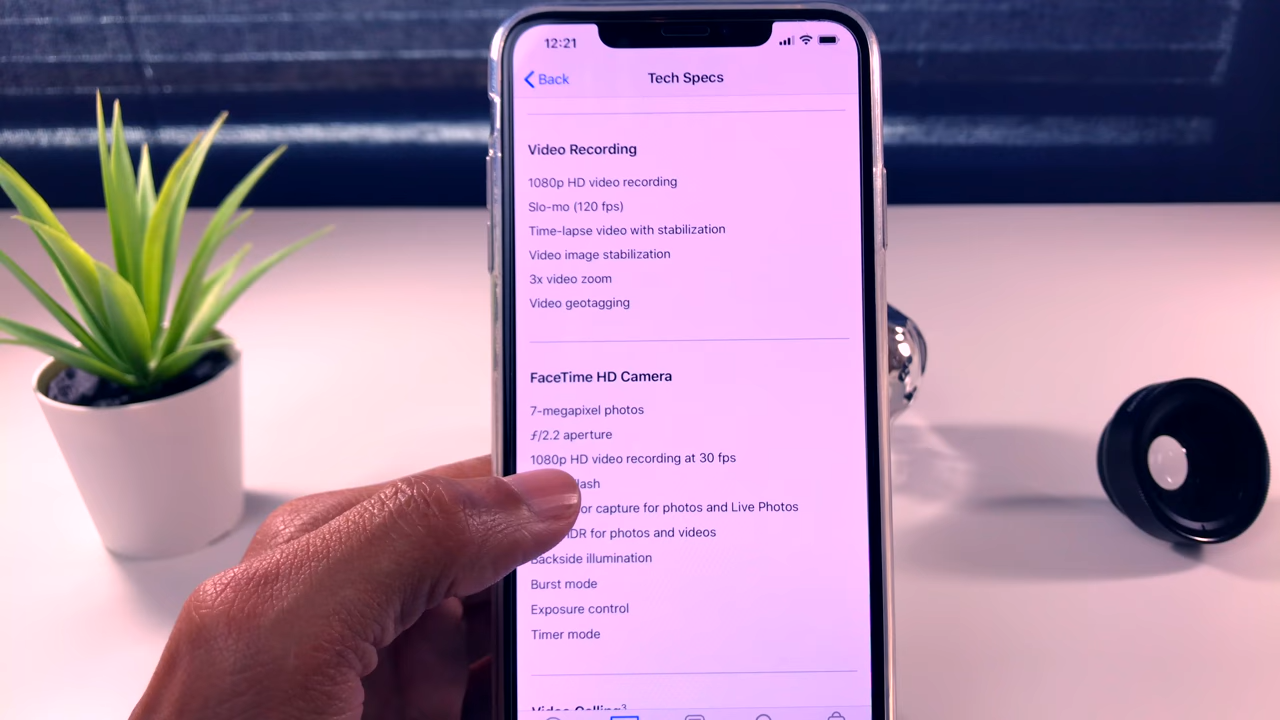 12:21
Back
Tech Specs
Video Recording
1080p HD video recording
Slo-mo (120 fps)
Time-lapse video with stabilization
Video image stabilization
3x video zoom
Video geotagging
FaceTime HD Camera
7-megapixel photos
ƒ/2.2 aperture
1080p HD video recording at 30 fps
lash
or capture for photos and Live Photos
HDR for photos and videos
Backside illumination
Burst mode
Exposure control
Timer mode
Video Calling³